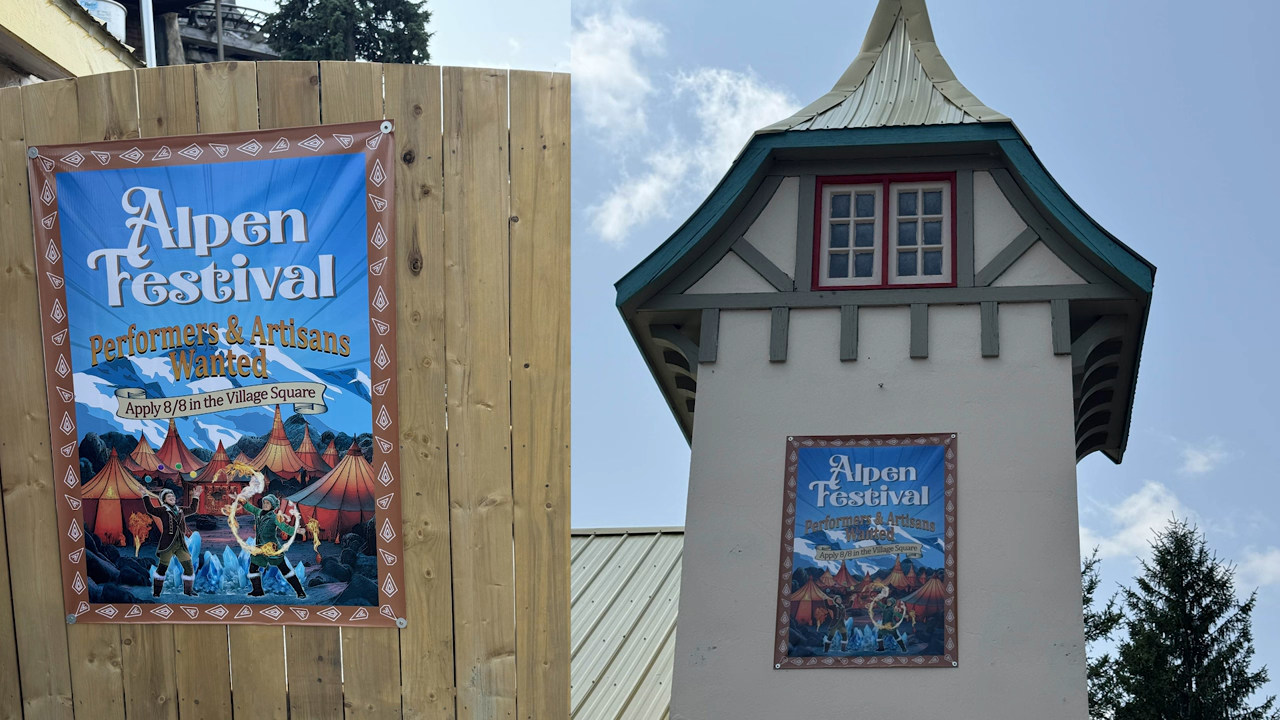 Alpen
Festival
Performers & Artisans
Wanted
Apply 8/8 in the Village Square
Alpen
Festival
Performers & Artisans
Wanted
Apply 8/8 in the Village Square